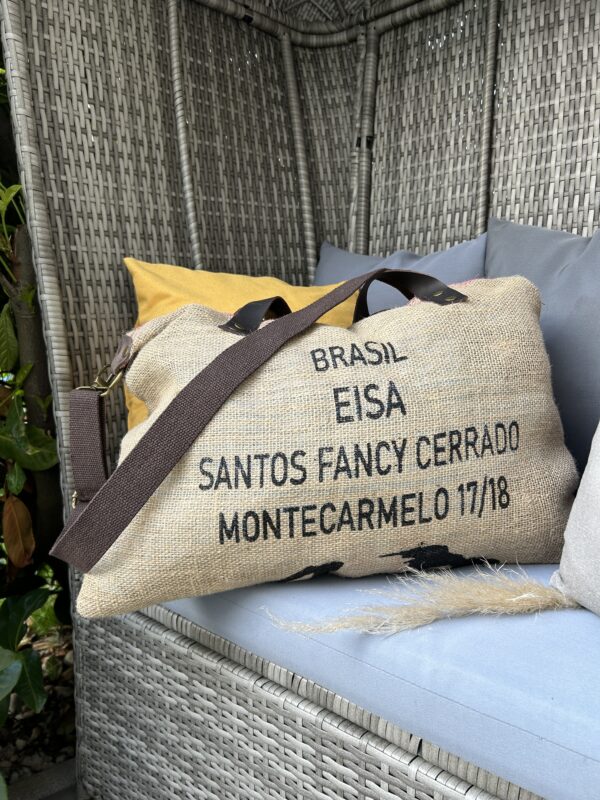 BRASIL
EISA
SANTOS FANCY CERRADO
MONTECARMELO 17/18